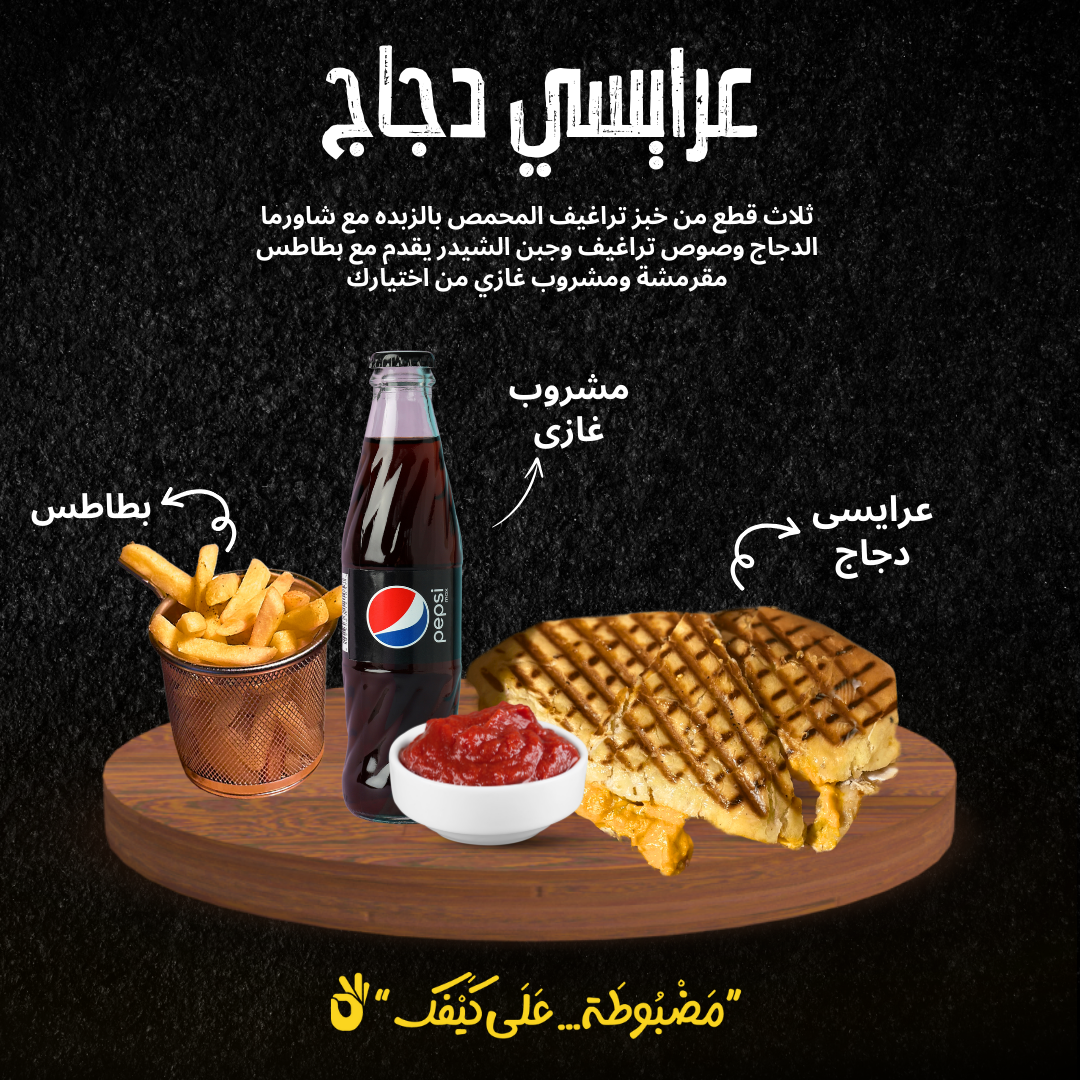 عرايسي دجاج
ثلاث قطع من خبز تراغيف المحمص بالزبده مع شاورما
الدجاج وصوص تراغيف وجبن الشيدر يقدم مع بطاطس
مقرمشة ومشروب غازي من اختيارك
مشروب
غازى
عرايسى
دجاج
بطاطس
pepsi
max
"مَضْبُوطَة... عَلَى كَيْفَك"